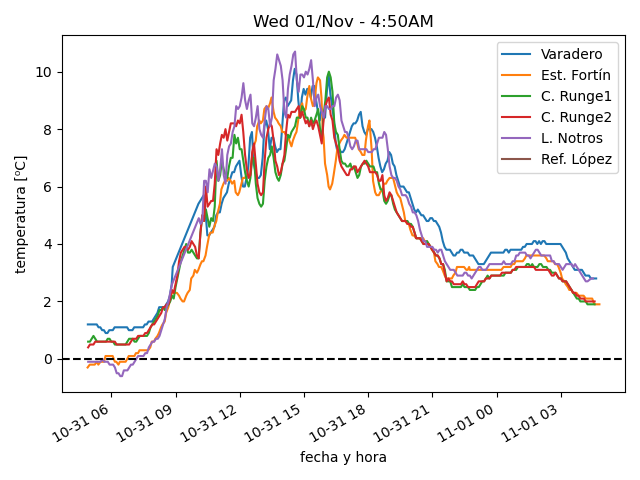 Wed 01/Nov - 4:50AM
temperatura [ºC]
10
8
6
4
2
0
Varadero
Est. Fortín
C. Runge1
C. Runge2
L. Notros
Ref. López
10-31 06
10-31 09
10-31 12
10-31 15
10-31 18
10-31 21
11-01 00
11-01 03
fecha y hora